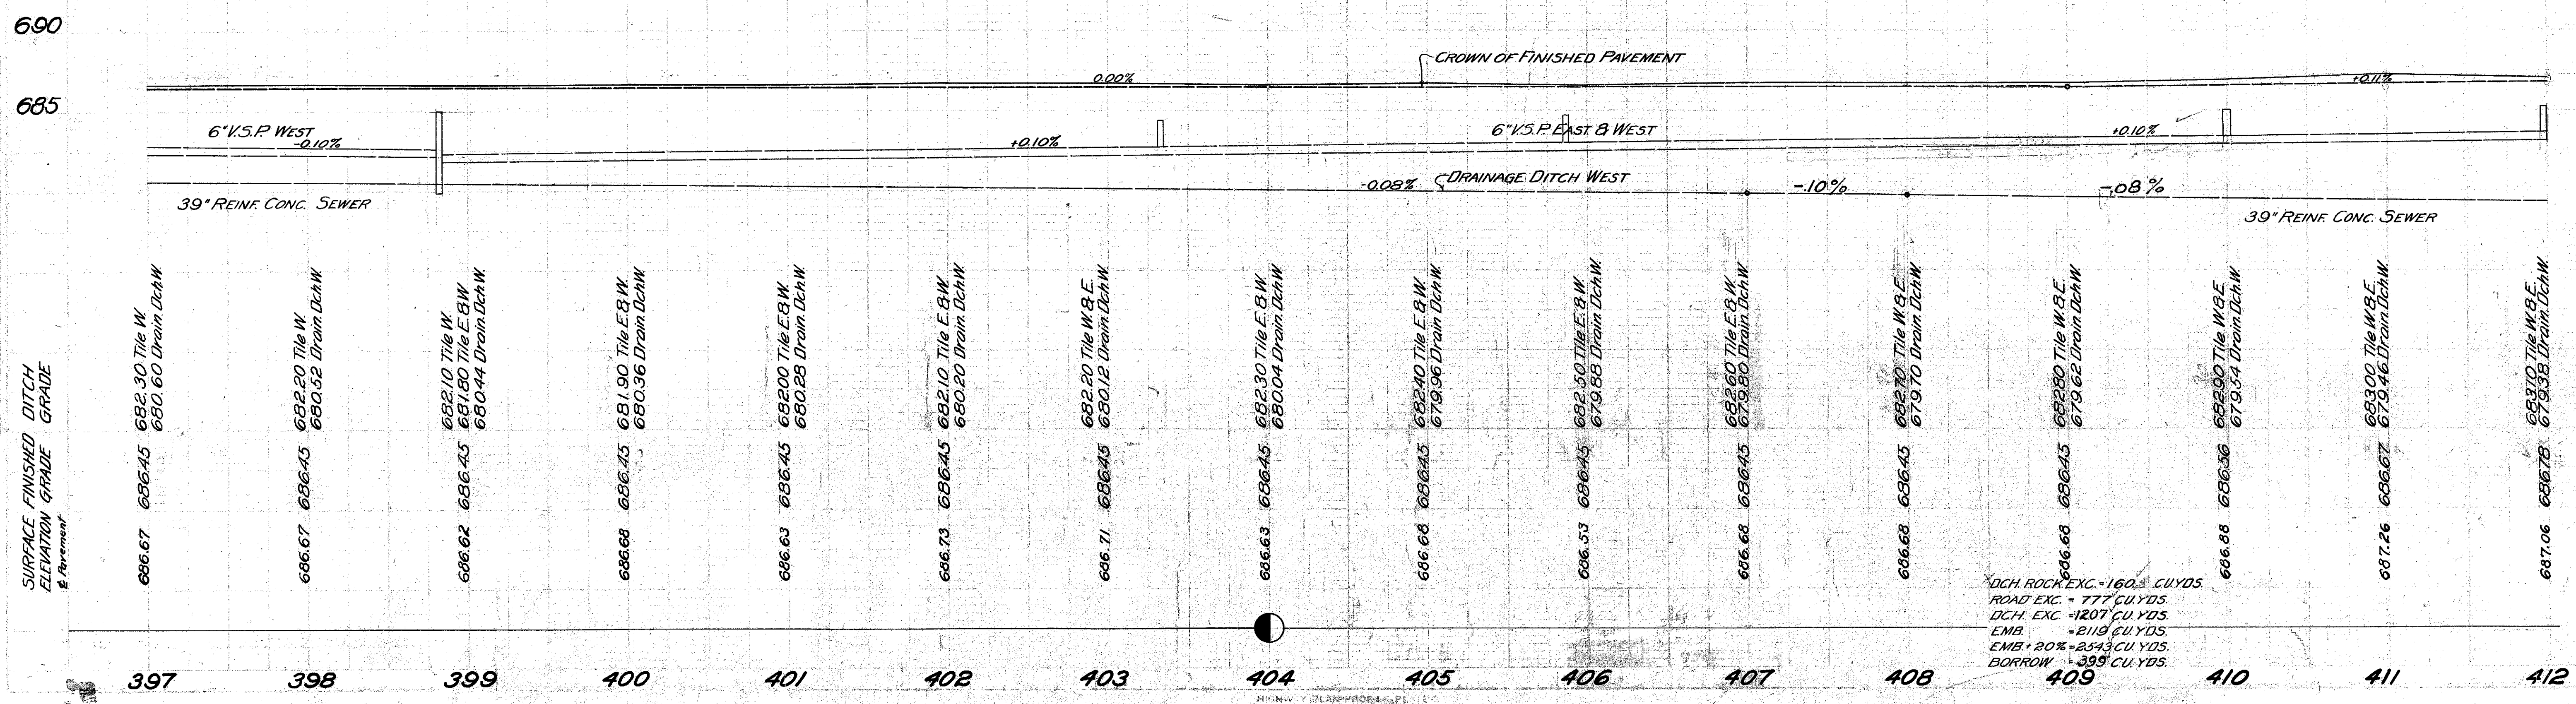 690
CROWN OF FINISHED PAVEMENT
0.00%
+0.11%
685
6" V.S.P. WEST
-0.10%
+0.10%
6" V.S.P. EAST & WEST
+0.10%
-0.08%
DRAINAGE DITCH WEST
-.10%
-.08%
39" REINF. CONC. SEWER
39" REINF. CONC. SEWER
SURFACE FINISHED DITCH
ELEVATION GRADE GRADE
℄ Pavement
686.67 686.45 682.30 Tile W.
680.60 Drain. Dch.W.
686.67 686.45 682.20 Tile W.
680.52 Drain. Dch.W.
682.10 Tile W.
686.62 686.45 681.80 Tile E.&W.
680.44 Drain. Dch.W.
686.68 686.45 681.90 Tile E.&W.
680.36 Drain. Dch.W.
686.63 686.45 682.00 Tile E.&W.
680.28 Drain. Dch.W.
686.73 686.45 682.10 Tile E.&W.
680.20 Drain. Dch.W.
686.71 686.45 682.20 Tile W.&E.
680.12 Drain. Dch.W.
686.63 686.45 682.30 Tile E.&W.
680.04 Drain. Dch.W.
686.68 686.45 682.40 Tile E.&W.
679.96 Drain. Dch.W.
686.53 686.45 682.50 Tile E.&W.
679.88 Drain. Dch.W.
686.68 686.45 682.60 Tile E.&W.
679.80 Drain. Dch.W.
686.68 686.45 682.70 Tile W.&E.
679.70 Drain. Dch.W.
686.68 686.45 682.80 Tile W.&E.
679.62 Drain. Dch.W.
686.88 686.56 682.90 Tile W.&E.
679.54 Drain. Dch.W.
687.26 686.67 683.00 Tile W.&E.
679.46 Drain. Dch.W.
687.06 686.78 683.10 Tile W.&E.
679.38 Drain. Dch.W.
DCH. ROCK EXC. = 160. CU.YDS.
ROAD EXC. = 777 CU.YDS.
DCH. EXC. = 1207 CU.YDS.
EMB. = 2119 CU.YDS.
EMB.+20% = 2543 CU.YDS.
BORROW = 399 CU.YDS.
397 398 399 400 401 402 403 404 405 406 407 408 409 410 411 412